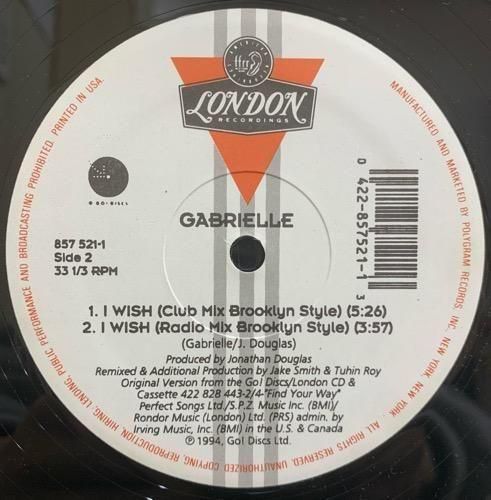 AMERICAN
ffrr
RECORDINGS
LONDON
RECORDINGS
GO! DISCS
GABRIELLE
857 521-1
Side 2
33 1/3 RPM
0 422-857521-1 3
1. I WISH (Club Mix Brooklyn Style) (5:26)
2. I WISH (Radio Mix Brooklyn Style) (3:57)
(Gabrielle/J. Douglas)
Produced by Jonathan Douglas
Remixed & Additional Production by Jake Smith & Tuhin Roy
Original Version from the Go! Discs/London CD &
Cassette 422 828 443-2/4-"Find Your Way"
Perfect Songs Ltd./S.P.Z. Music Inc. (BMI)/
Rondor Music (London) Ltd. (PRS) admin. by
Irving Music, Inc. (BMI) in the U.S. & Canada
℗ 1994, Go! Discs Ltd.
MANUFACTURED AND MARKETED BY POLYGRAM RECORDS, INC., NEW YORK, NEW YORK.
ALL RIGHTS RESERVED. UNAUTHORIZED COPYING, REPRODUCTION, HIRING, LENDING, PUBLIC PERFORMANCE AND BROADCASTING PROHIBITED. PRINTED IN USA.